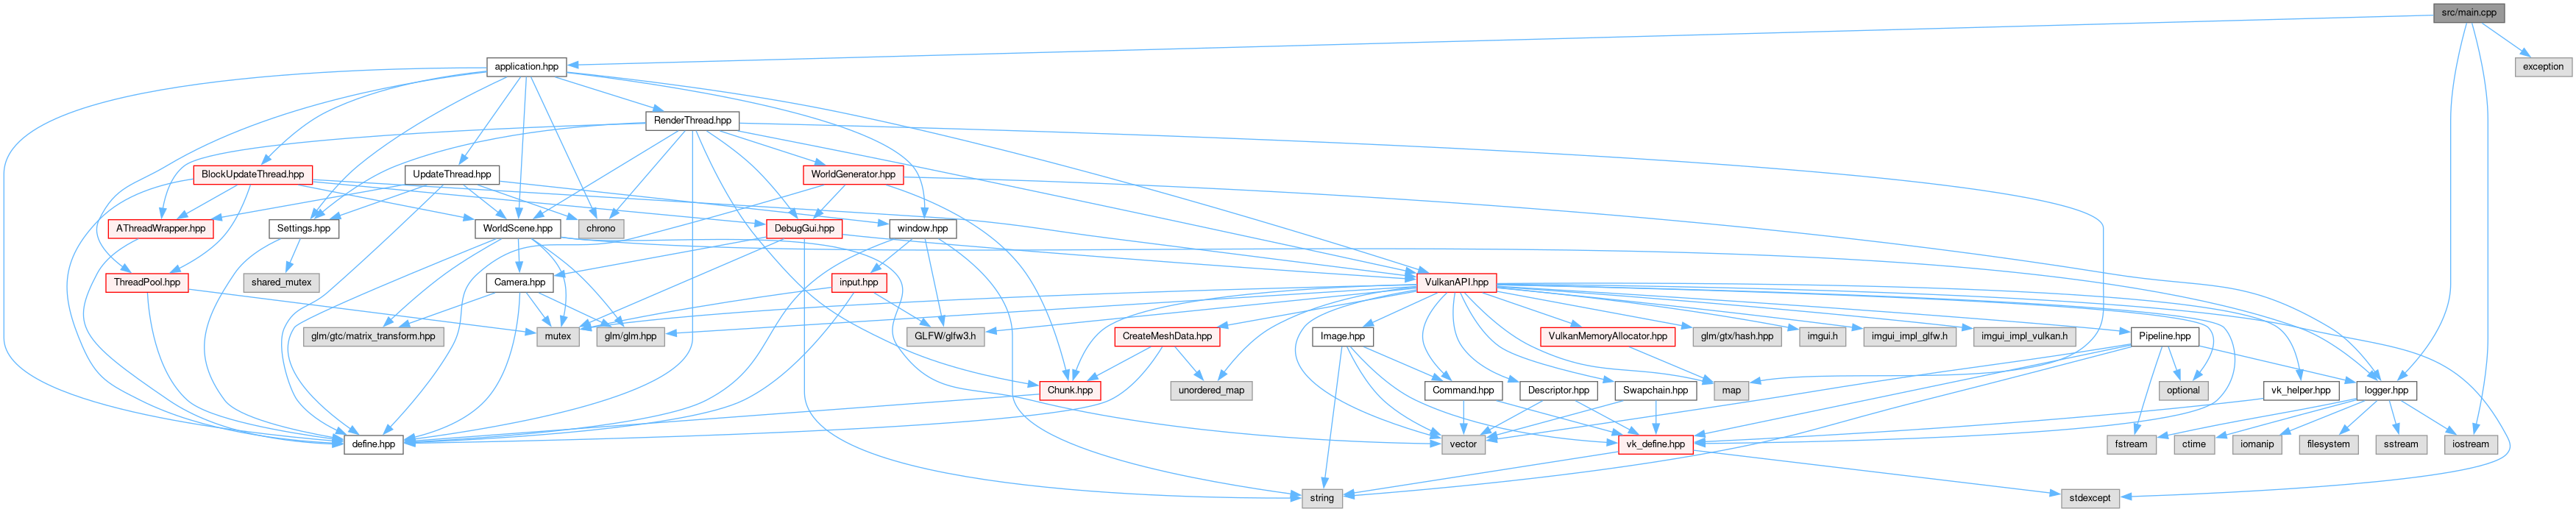 src/main.cpp
application.hpp
exception
RenderThread.hpp
BlockUpdateThread.hpp
UpdateThread.hpp
WorldGenerator.hpp
AThreadWrapper.hpp
Settings.hpp
WorldScene.hpp
chrono
DebugGui.hpp
window.hpp
ThreadPool.hpp
shared_mutex
Camera.hpp
input.hpp
VulkanAPI.hpp
glm/gtc/matrix_transform.hpp
mutex
glm/glm.hpp
GLFW/glfw3.h
CreateMeshData.hpp
Image.hpp
VulkanMemoryAllocator.hpp
glm/gtx/hash.hpp
imgui.h
imgui_impl_glfw.h
imgui_impl_vulkan.h
Pipeline.hpp
Chunk.hpp
unordered_map
Command.hpp
Descriptor.hpp
Swapchain.hpp
map
optional
vk_helper.hpp
logger.hpp
define.hpp
vector
vk_define.hpp
fstream
ctime
iomanip
filesystem
sstream
iostream
string
stdexcept